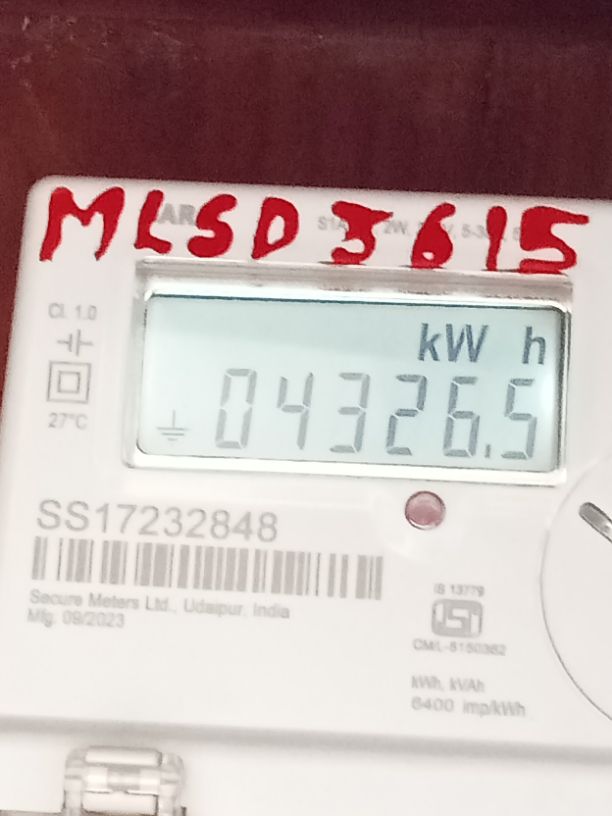 MLSD 3615
Cl. 1.0
kW h
04326.5
27°C
SS17232848
Secure Meters Ltd., Udaipur, India
Mfg. 09/2023
IS 13779
CM/L-8150362
kWh, kVAh
6400 imp/kWh